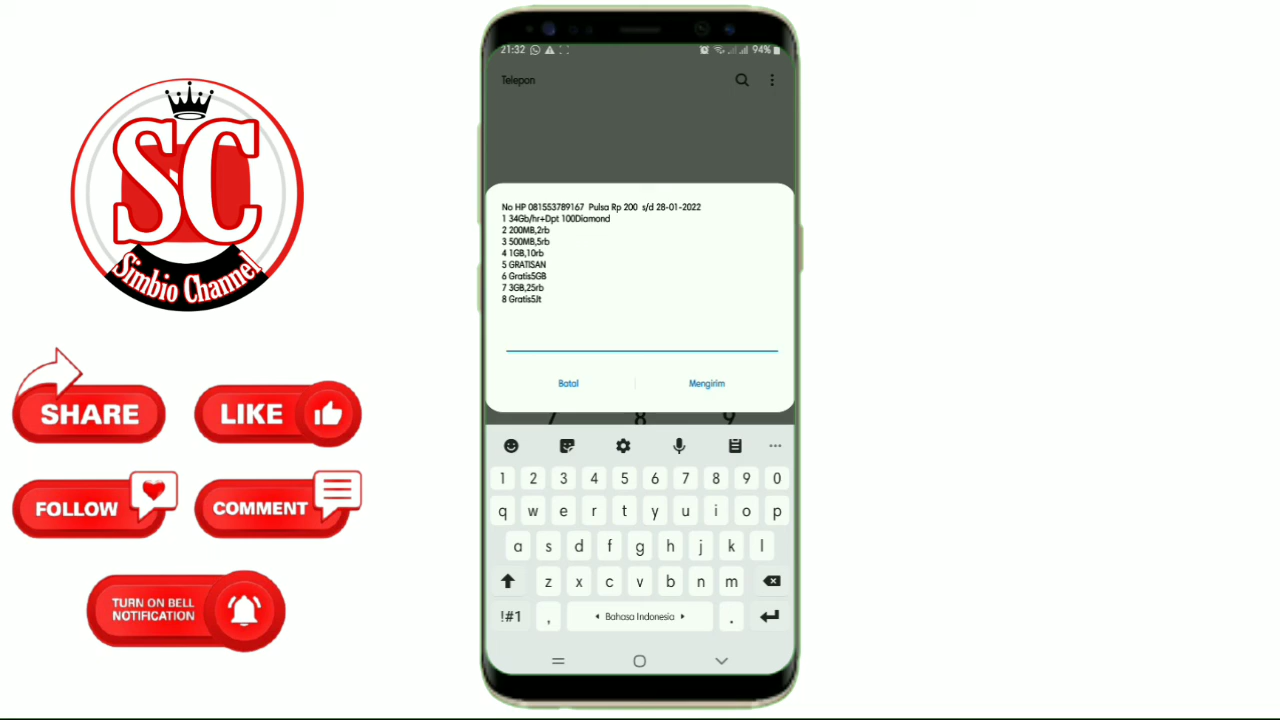 SC
Simbio Channel
SHARE
LIKE
FOLLOW
COMMENT
TURN ON BELL
NOTIFICATION
21:32 94%
Telepon
No HP 081553789167 Pulsa Rp 200 s/d 28-01-2022
1 34Gb/hr+Dpt 100Diamond
2 200MB,2rb
3 500MB,5rb
4 1GB,10rb
5 GRATISAN
6 Gratis5GB
7 3GB,25rb
8 Gratis5Jt
Batal Mengirim
7 8 9
1 2 3 4 5 6 7 8 9 0
q w e r t y u i o p
a s d f g h j k l
z x c v b n m
!#1 , Bahasa Indonesia .